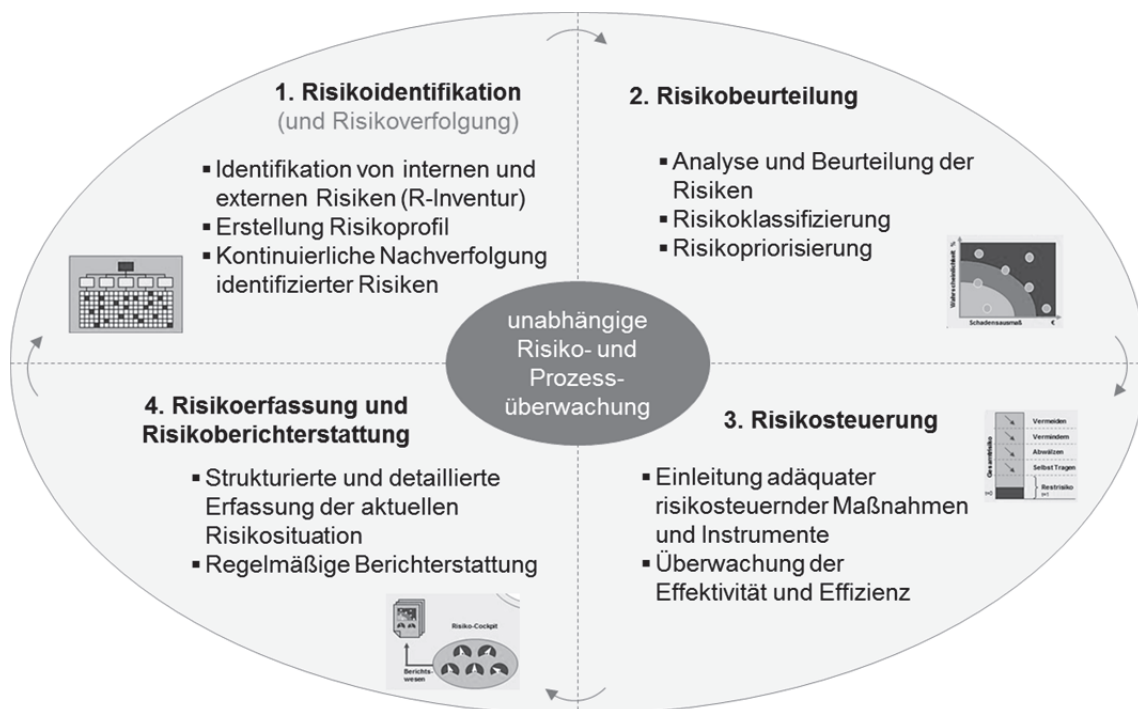 1. Risikoidentifikation
(und Risikoverfolgung)
▪ Identifikation von internen und
externen Risiken (R-Inventur)
▪ Erstellung Risikoprofil
▪ Kontinuierliche Nachverfolgung
identifizierter Risiken
2. Risikobeurteilung
▪ Analyse und Beurteilung der
Risiken
▪ Risikoklassifizierung
▪ Risikopriorisierung
Wahrscheinlichkeit %
Schadensausmaß €
unabhängige
Risiko- und
Prozess-
überwachung
3. Risikosteuerung
▪ Einleitung adäquater
risikosteuernder Maßnahmen
und Instrumente
▪ Überwachung der
Effektivität und Effizienz
Gesamtrisiko
Vermeiden
Vermindern
Abwälzen
Selbst Tragen
Restrisiko
4. Risikoerfassung und
Risikoberichterstattung
▪ Strukturierte und detaillierte
Erfassung der aktuellen
Risikosituation
▪ Regelmäßige Berichterstattung
Risiko-Cockpit
Berichts-
wesen